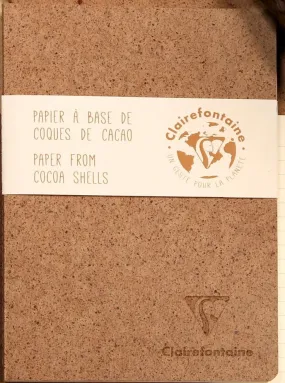 PAPIER À BASE DE
COQUES DE CACAO
PAPER FROM
COCOA SHELLS
Clairefontaine
UN GESTE POUR LA PLANÈTE
Clairefontaine